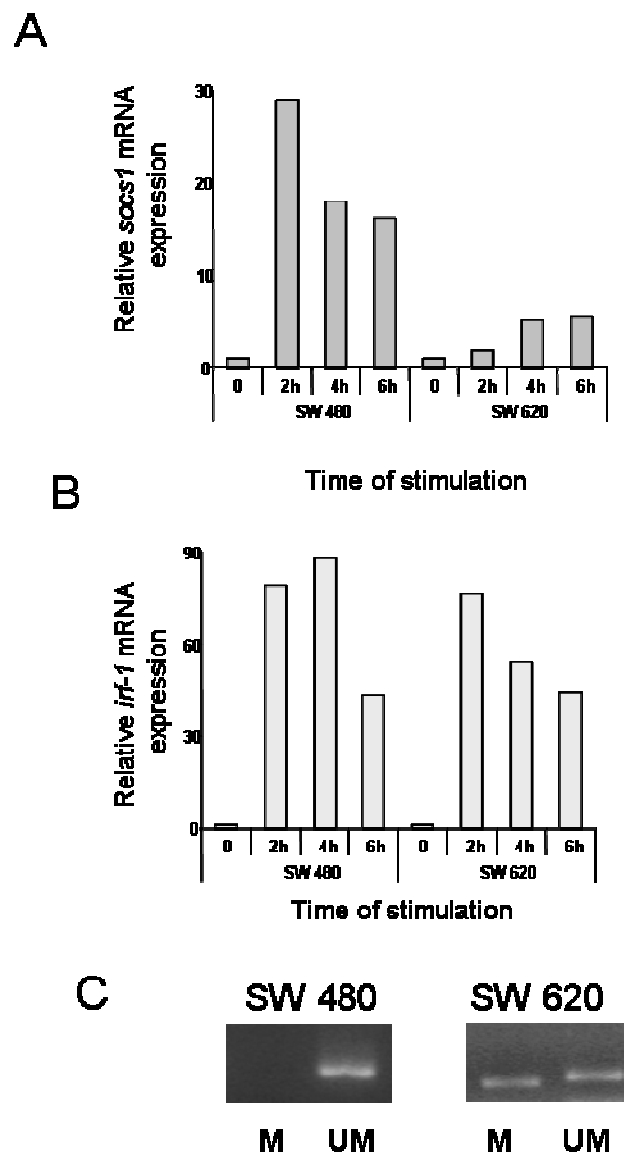 A
Relative socs1 mRNA
expression
30
20
10
0
0 2h 4h 6h 0 2h 4h 6h
SW 480 SW 620
Time of stimulation
B
Relative irf-1 mRNA
expression
90
60
30
0
0 2h 4h 6h 0 2h 4h 6h
SW 480 SW 620
Time of stimulation
C
SW 480 SW 620
M UM M UM